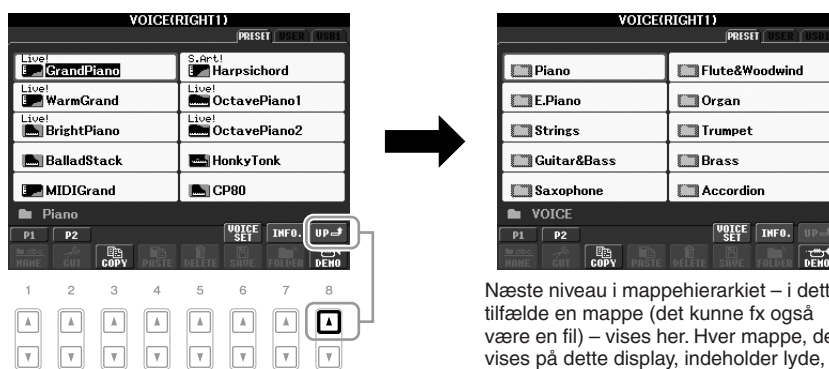 VOICE(RIGHT1)
PRESET USER USB1
Live!
GrandPiano
S.Art!
Harpsichord
Live!
WarmGrand
Live!
OctavePiano1
Live!
BrightPiano
Live!
OctavePiano2
BalladStack
HonkyTonk
MIDIGrand
CP80
Piano
P1 P2 VOICE SET INFO. UP
NAME CUT COPY PASTE DELETE SAVE FOLDER DEMO
1 2 3 4 5 6 7 8
VOICE(RIGHT1)
PRESET USER USB1
Piano
Flute&Woodwind
E.Piano
Organ
Strings
Trumpet
Guitar&Bass
Brass
Saxophone
Accordion
VOICE
P1 P2 VOICE SET INFO. UP
NAME CUT COPY PASTE DELETE SAVE FOLDER DEMO
Næste niveau i mappehierarkiet – i dett
tilfælde en mappe (det kunne fx også
være en fil) – vises her. Hver mappe, de
vises på dette display, indeholder lyde,